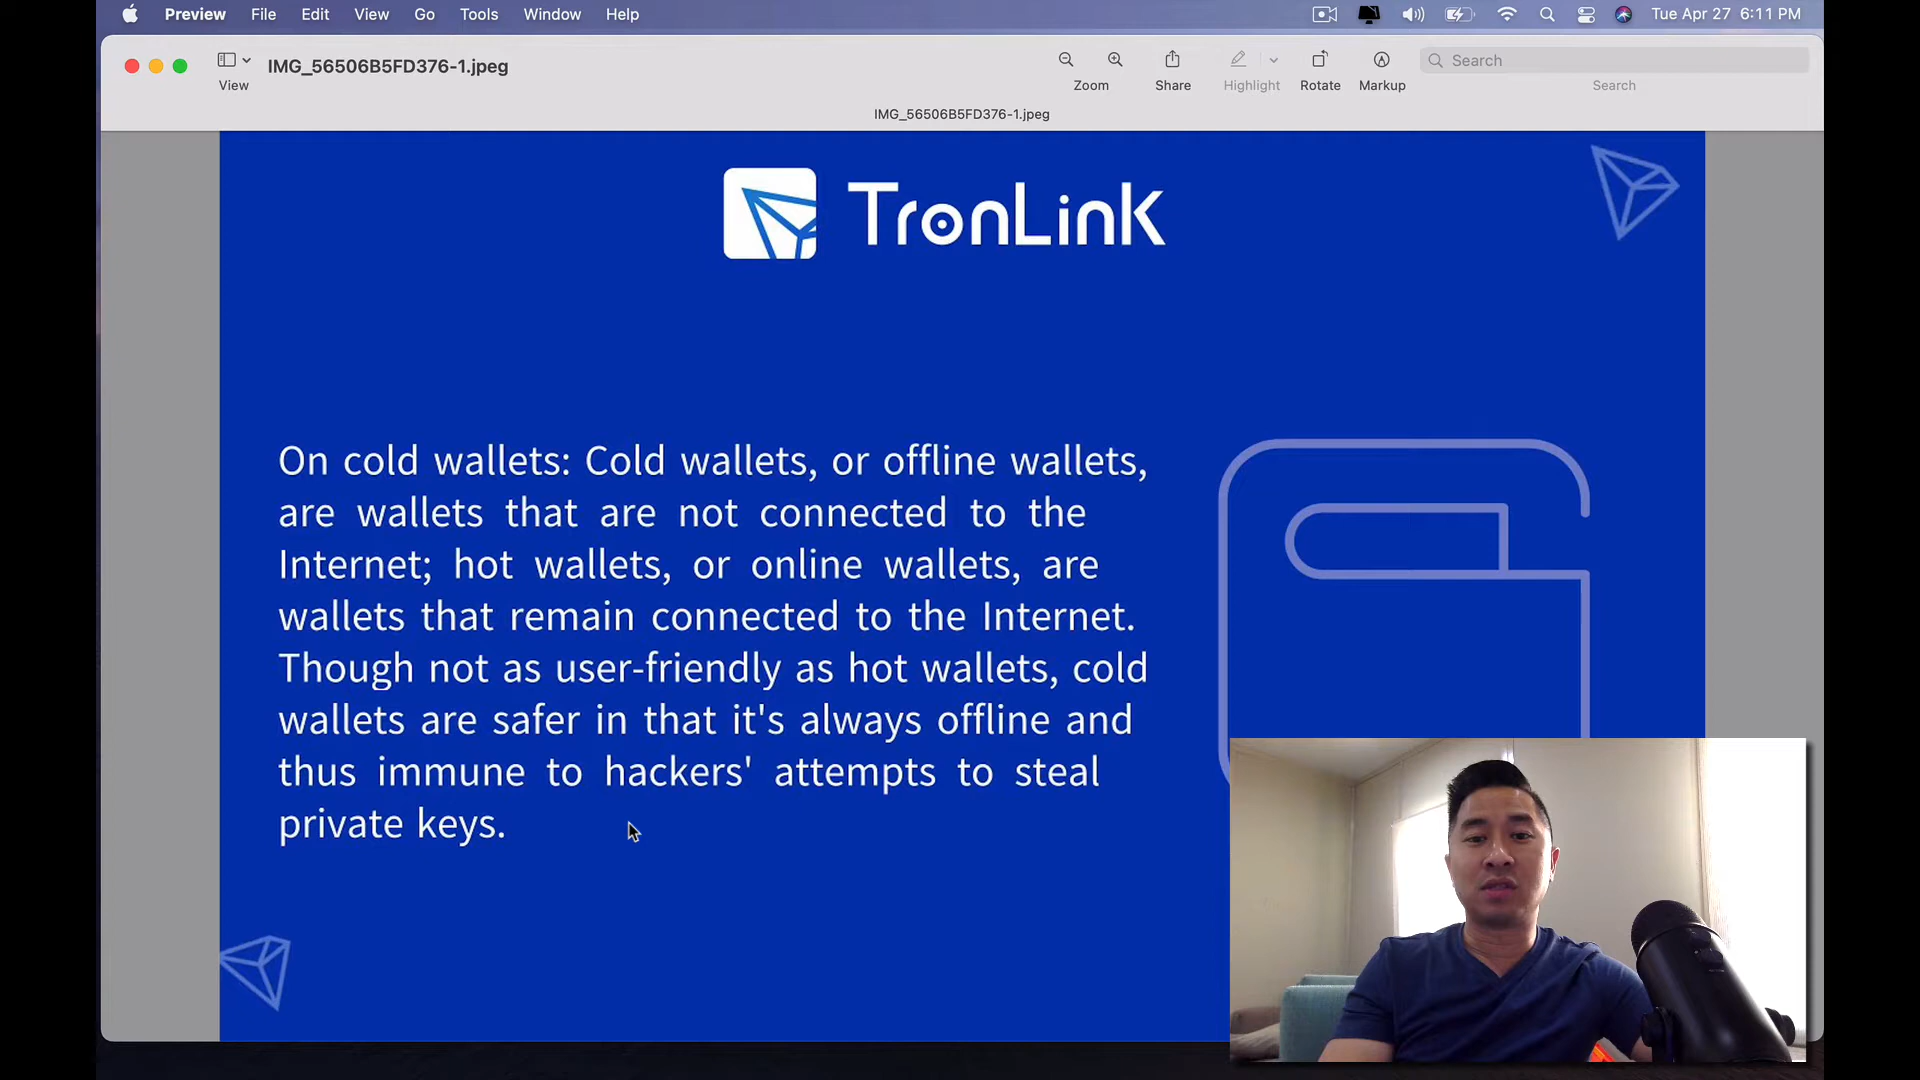 Preview File Edit View Go Tools Window Help Tue Apr 27 6:11 PM
IMG_56506B5FD376-1.jpeg
Search
View Zoom Share Highlight Rotate Markup Search
IMG_56506B5FD376-1.jpeg
TronLink
On cold wallets: Cold wallets, or offline wallets,
are wallets that are not connected to the
Internet; hot wallets, or online wallets, are
wallets that remain connected to the Internet.
Though not as user-friendly as hot wallets, cold
wallets are safer in that it's always offline and
thus immune to hackers' attempts to steal
private keys.